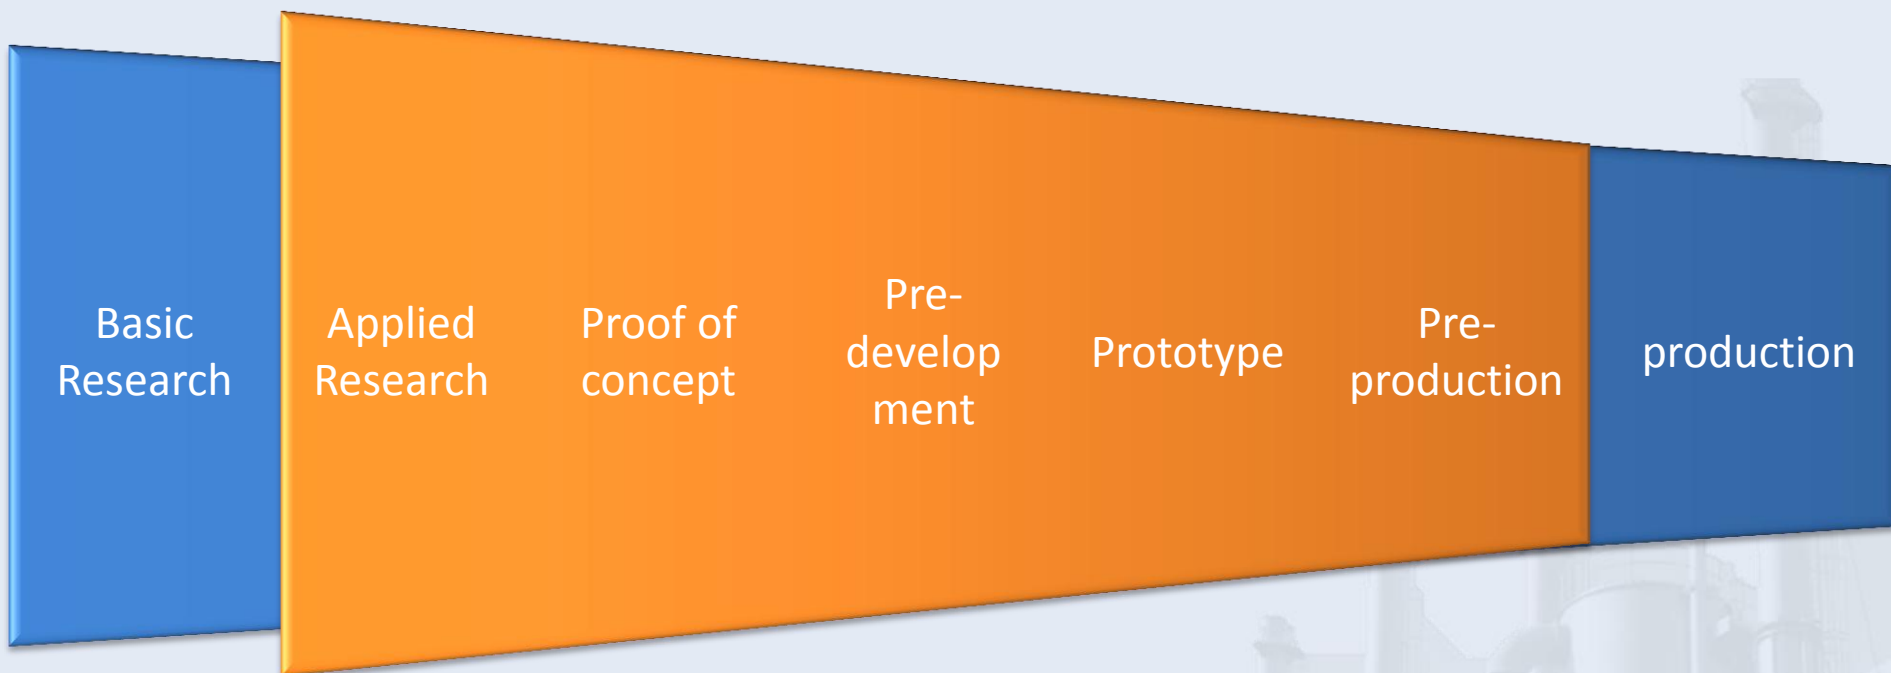 Basic
Research
Applied
Research
Proof of
concept
Pre-
develop
ment
Prototype
Pre-
production
production